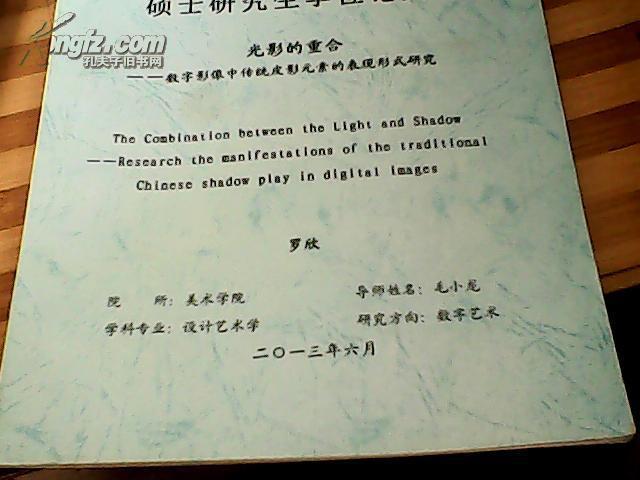 硕士研究生学位论文
Kongfz.com
孔夫子旧书网
光影的重合
——数字影像中传统皮影元素的表现形式研究
The Combination between the Light and Shadow
——Research the manifestations of the traditional
Chinese shadow play in digital images
罗欣
院 所：美术学院 导师姓名：毛小龙
学科专业：设计艺术学 研究方向：数字艺术
二〇一三年六月